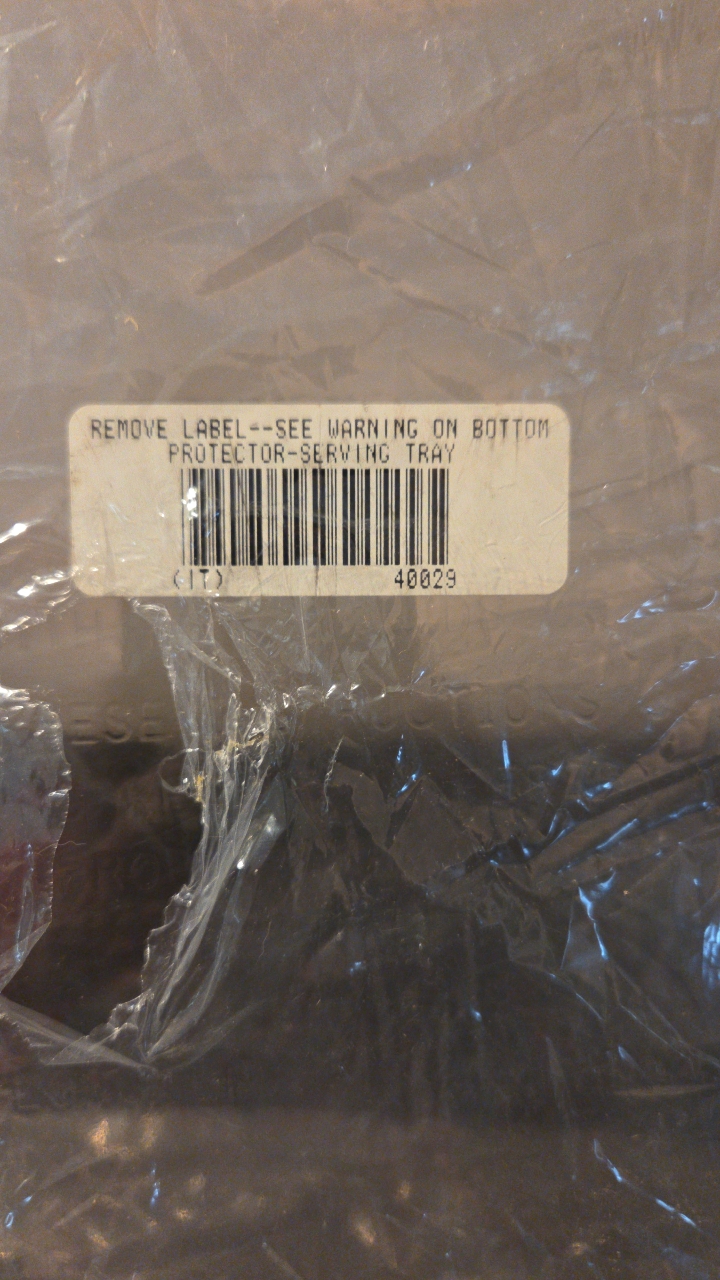 REMOVE LABEL--SEE WARNING ON BOTTOM
PROTECTOR-SERVING TRAY
(IT) 40029